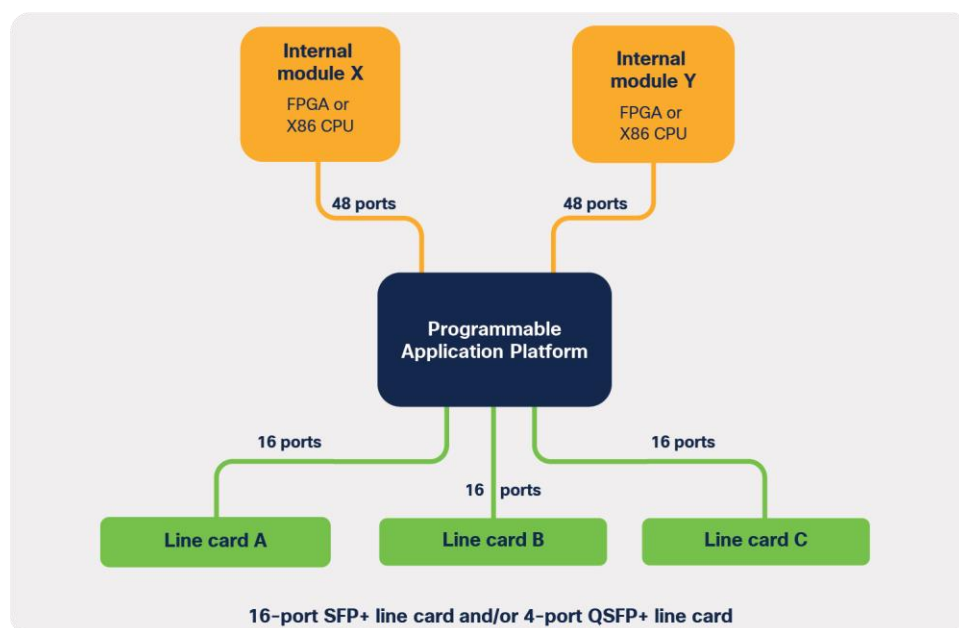 Internal
module X
FPGA or
X86 CPU
Internal
module Y
FPGA or
X86 CPU
48 ports
48 ports
Programmable
Application Platform
16 ports
16 ports
16 ports
Line card A
Line card B
Line card C
16-port SFP+ line card and/or 4-port QSFP+ line card